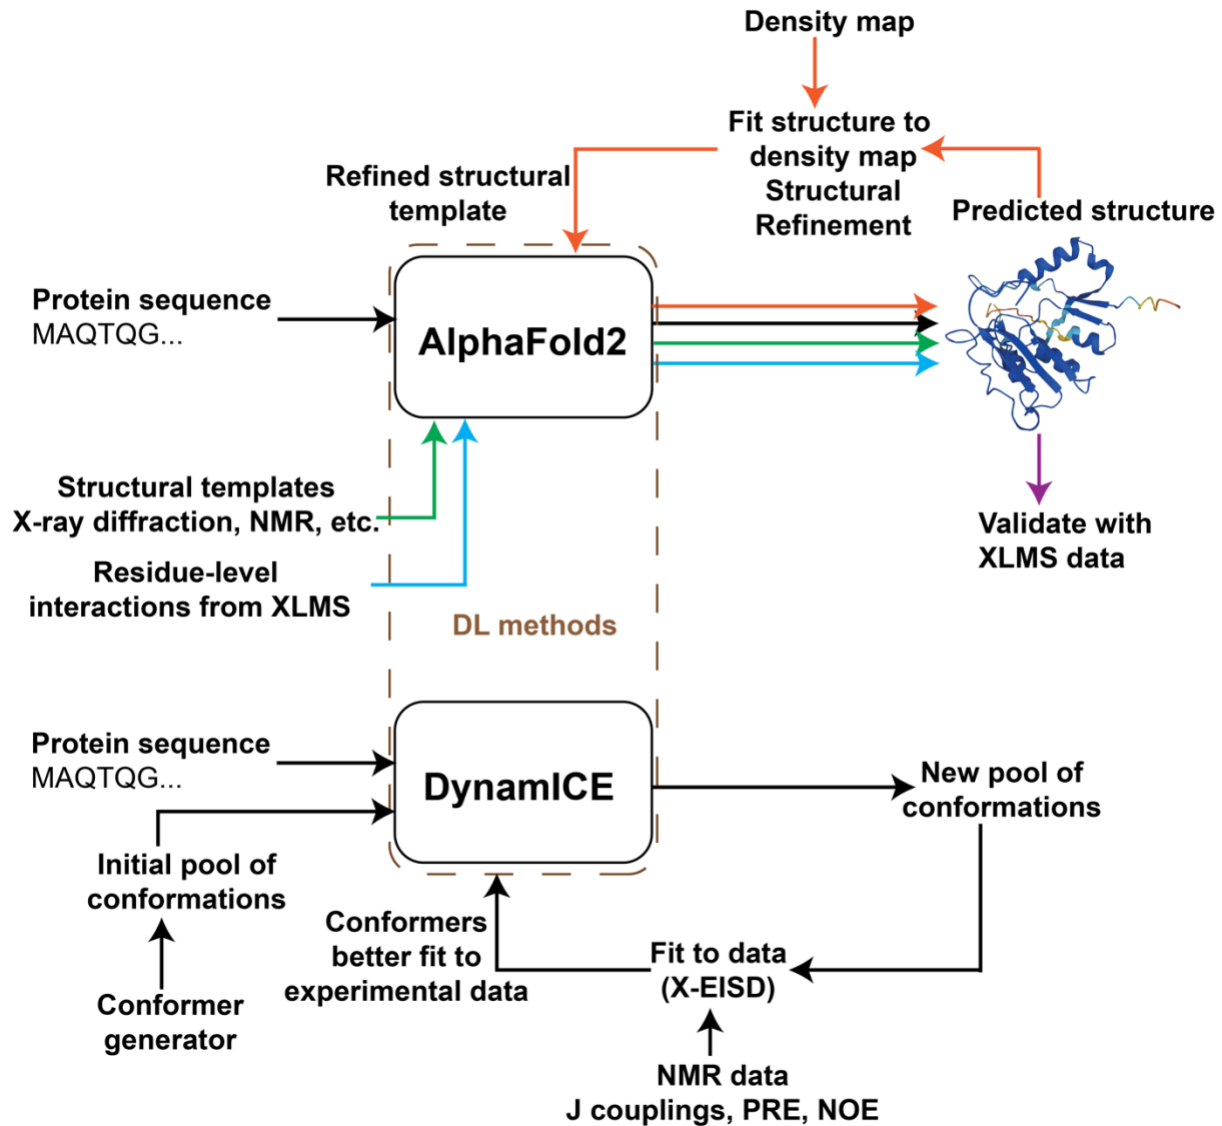 Density map
Fit structure to
density map
Structural
Refinement
Refined structural
template
Predicted structure
Protein sequence
MAQTQG...
AlphaFold2
Structural templates
X-ray diffraction, NMR, etc.
Residue-level
interactions from XLMS
Validate with
XLMS data
DL methods
Protein sequence
MAQTQG...
DynamICE
New pool of
conformations
Initial pool of
conformations
Conformer
generator
Conformers
better fit to
experimental data
Fit to data
(X-EISD)
NMR data
J couplings, PRE, NOE